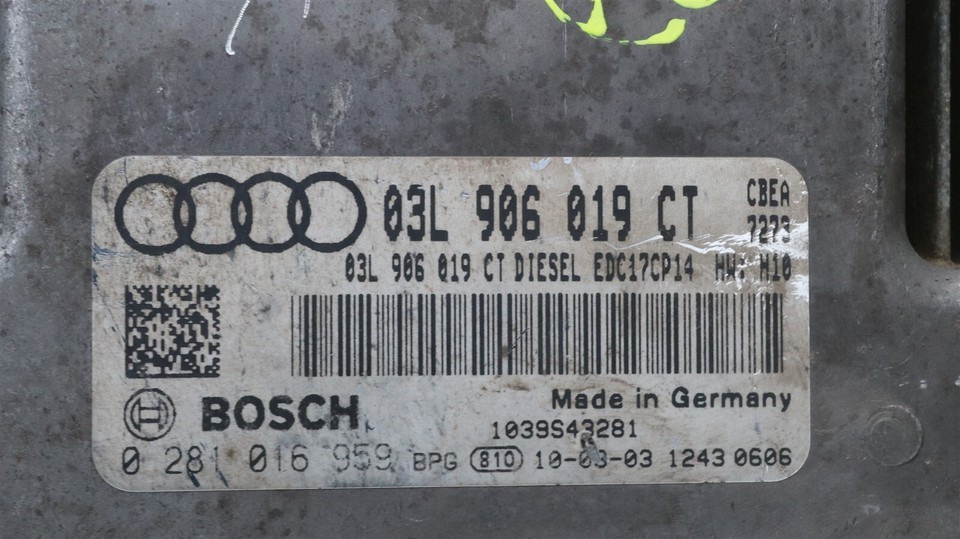 03L 906 019 CT
CBEA
7273
03L 906 019 CT DIESEL EDC17CP14 HW: H10
BOSCH
Made in Germany
1039S43281
0 281 016 959 BPG 810 10-03-03 1243 0606